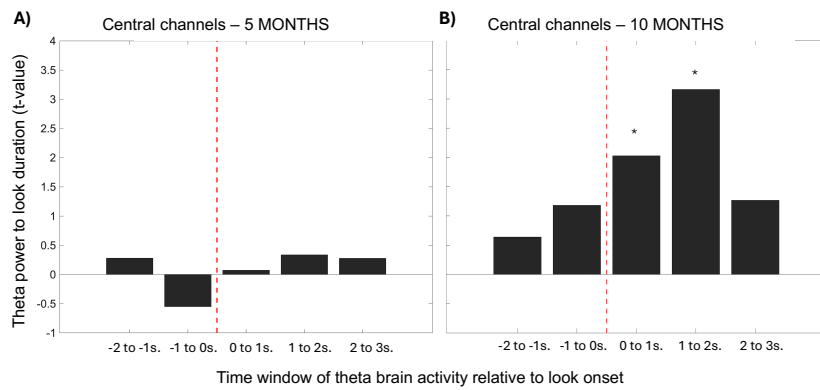 A)
Central channels – 5 MONTHS
B)
Central channels – 10 MONTHS
Theta power to look duration (t-value)
4
3.5
3
2.5
2
1.5
1
0.5
0
-0.5
-1
*
*
-2 to -1s. -1 to 0s. 0 to 1s. 1 to 2s. 2 to 3s.
-2 to -1s. -1 to 0s. 0 to 1s. 1 to 2s. 2 to 3s.
Time window of theta brain activity relative to look onset